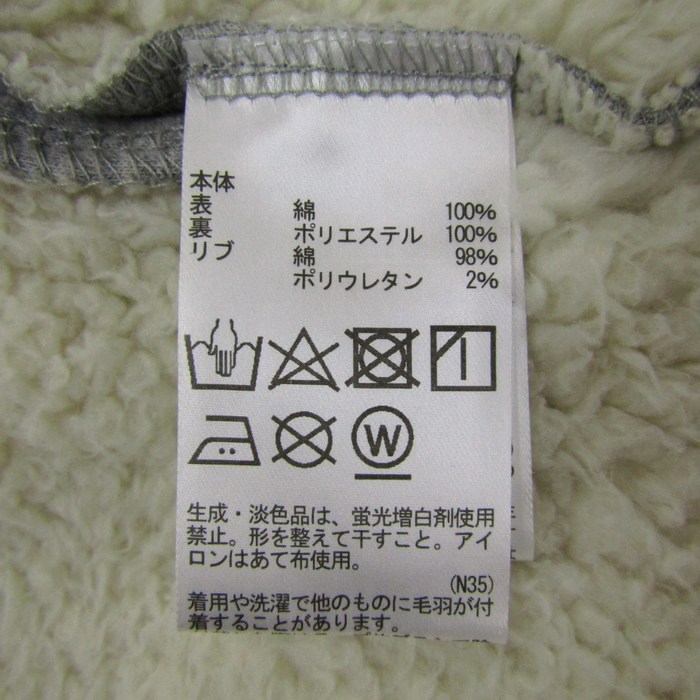 本体
表 綿 100%
裏 ポリエステル 100%
リブ 綿 98%
ポリウレタン 2%
W
生成・淡色品は、蛍光増白剤使用
禁止。形を整えて干すこと。アイ
ロンはあて布使用。
(N35)
着用や洗濯で他のものに毛羽が付
着することがあります。